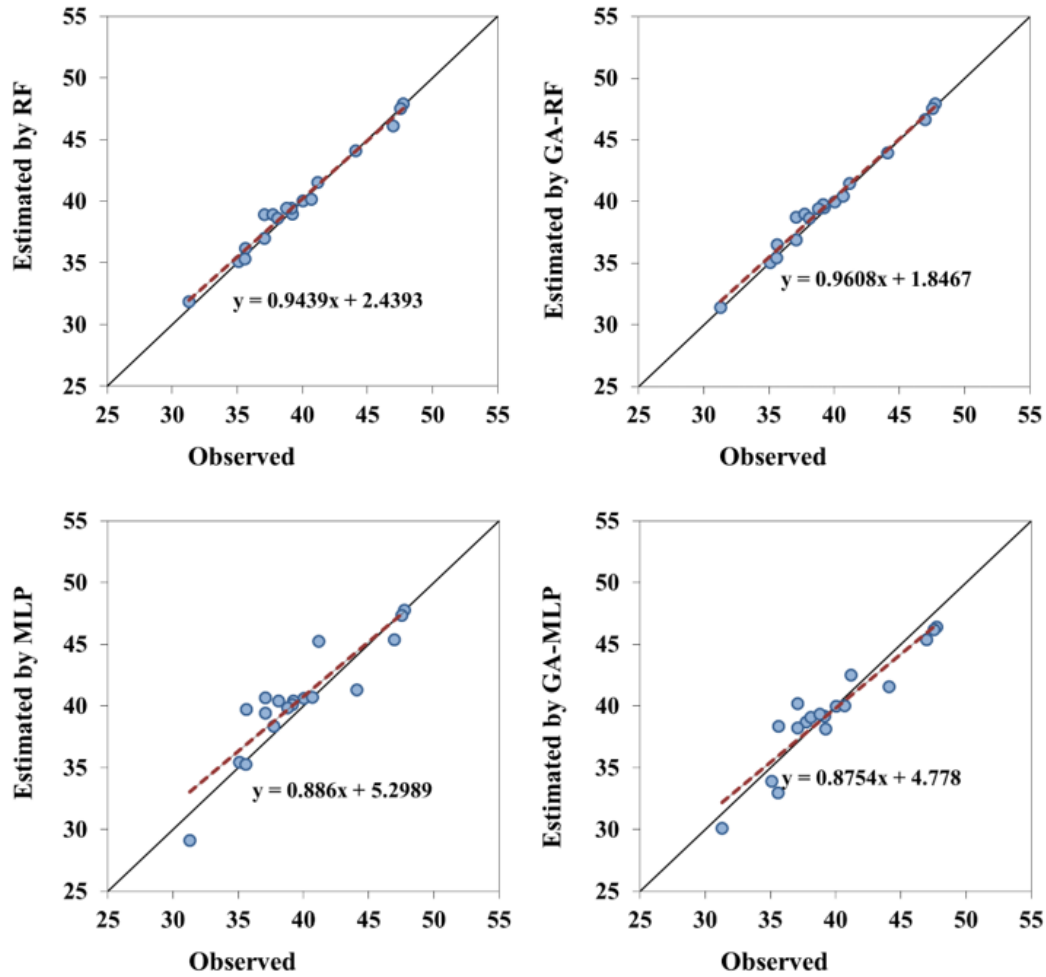 Estimated by RF
55
50
45
40
35
30
25
y = 0.9439x + 2.4393
25 30 35 40 45 50 55
Observed
Estimated by GA-RF
55
50
45
40
35
30
25
y = 0.9608x + 1.8467
25 30 35 40 45 50 55
Observed
Estimated by MLP
55
50
45
40
35
30
25
y = 0.886x + 5.2989
25 30 35 40 45 50 55
Observed
Estimated by GA-MLP
55
50
45
40
35
30
25
y = 0.8754x + 4.778
25 30 35 40 45 50 55
Observed